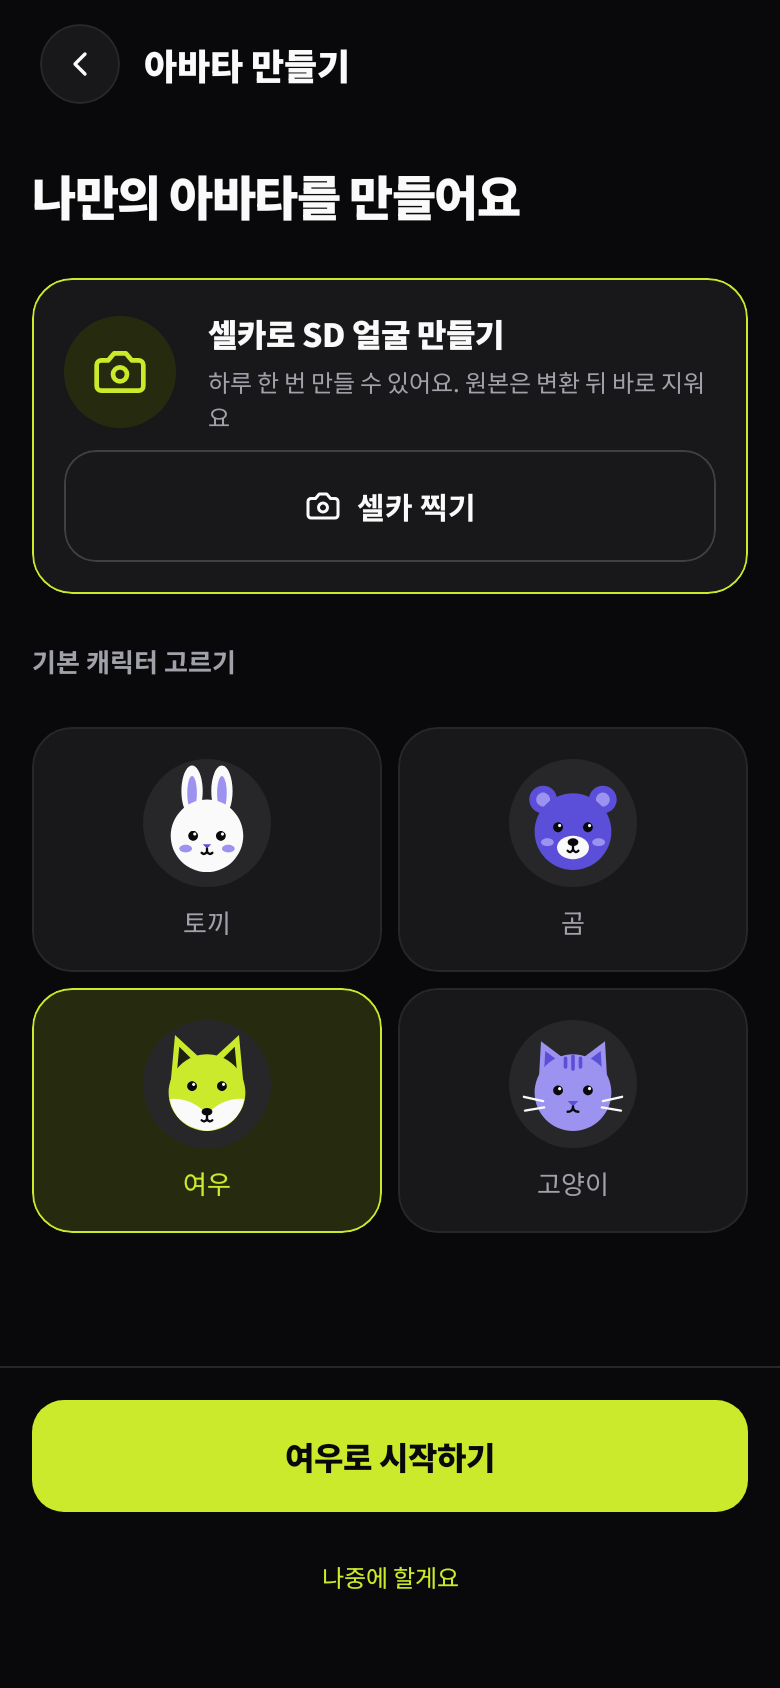 아바타 만들기
나만의 아바타를 만들어요
셀카로 SD 얼굴 만들기
하루 한 번 만들 수 있어요. 원본은 변환 뒤 바로 지워
요
셀카 찍기
기본 캐릭터 고르기
토끼
곰
여우
고양이
여우로 시작하기
나중에 할게요